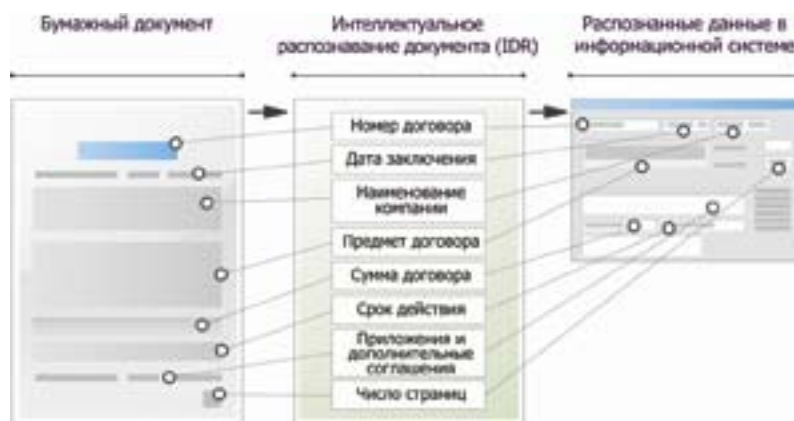 Бумажный документ
Интеллектуальное
распознавание документа (IDR)
Распознанные данные в
информационной системе
Номер договора
Дата заключения
Наименование
компании
Предмет договора
Сумма договора
Срок действия
Приложения и
дополнительные
соглашения
Число страниц